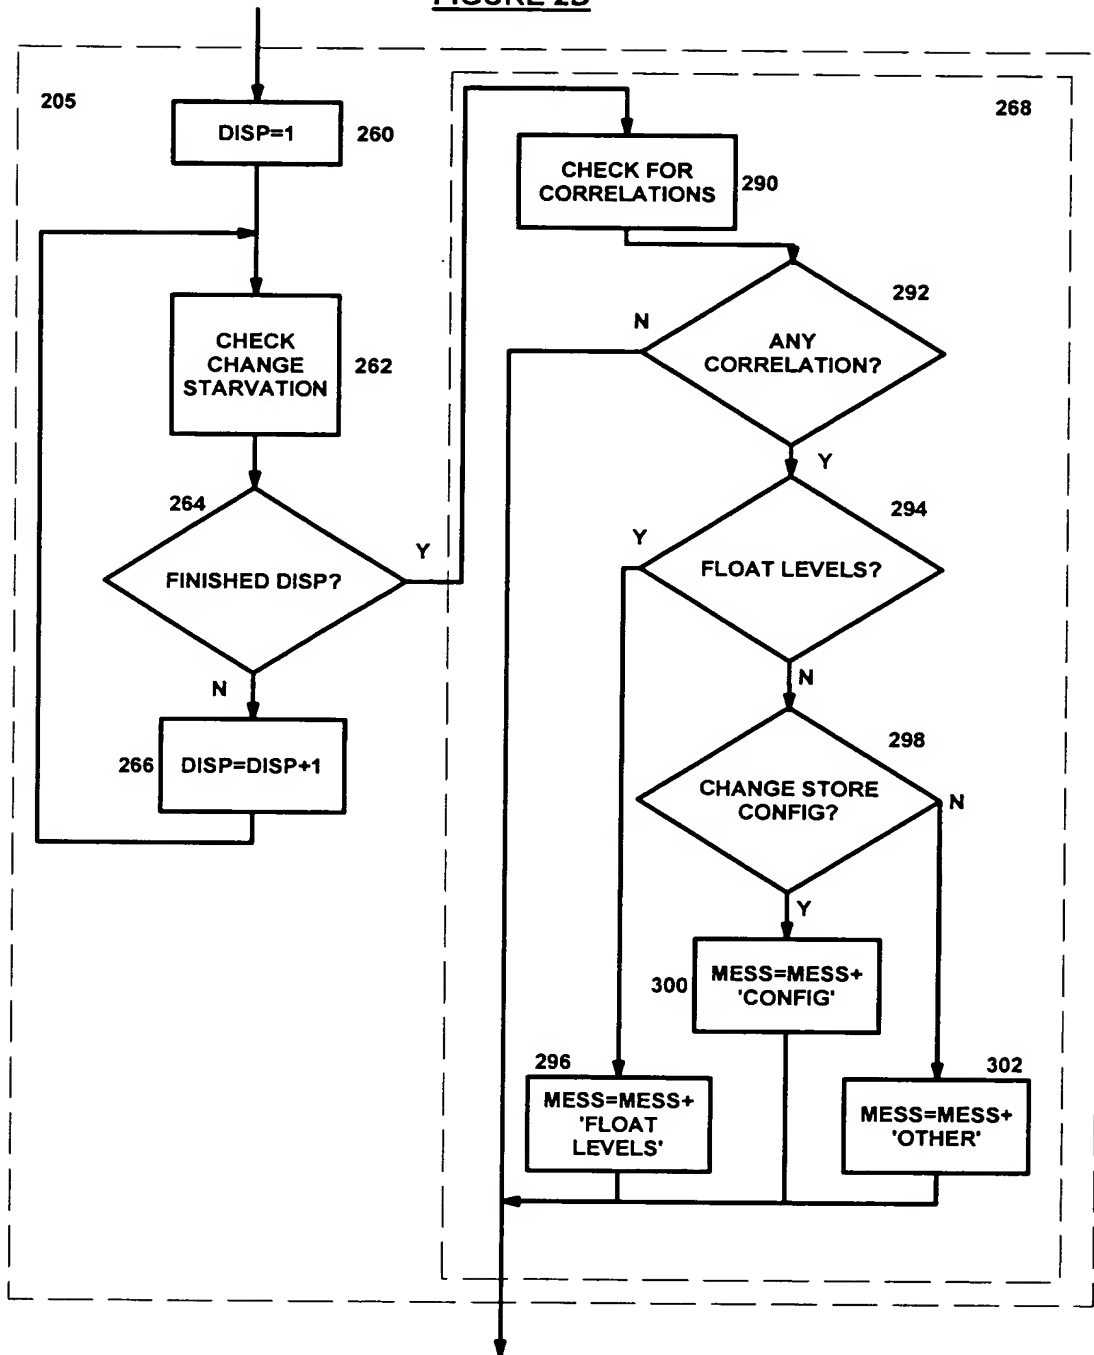 FIGURE 2B
205
DISP=1
260
CHECK
CHANGE
STARVATION
262
264
FINISHED DISP?
Y
N
266
DISP=DISP+1
268
CHECK FOR
CORRELATIONS
290
292
N
ANY
CORRELATION?
Y
294
Y
FLOAT LEVELS?
N
298
CHANGE STORE
CONFIG?
N
Y
300
MESS=MESS+
'CONFIG'
296
MESS=MESS+
'FLOAT
LEVELS'
302
MESS=MESS+
'OTHER'